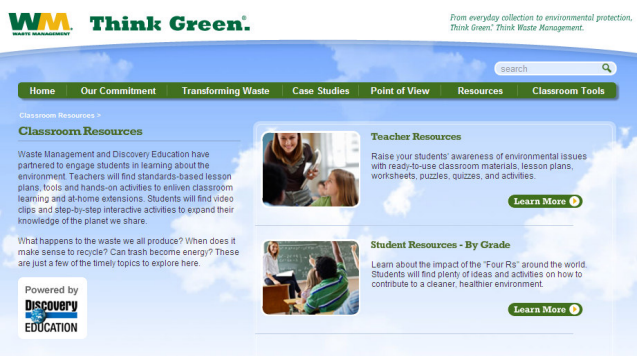 WM
WASTE MANAGEMENT
Think Green.®
From everyday collection to environmental protection,
Think Green.® Think Waste Management.
search
Home
Our Commitment
Transforming Waste
Case Studies
Point of View
Resources
Classroom Tools
Classroom Resources >
Classroom Resources
Waste Management and Discovery Education have
partnered to engage students in learning about the
environment. Teachers will find standards-based lesson
plans, tools and hands-on activities to enliven classroom
learning and at-home extensions. Students will find video
clips and step-by-step interactive activities to expand their
knowledge of the planet we share.
What happens to the waste we all produce? When does it
make sense to recycle? Can trash become energy? These
are just a few of the timely topics to explore here.
Powered by
Discovery
EDUCATION
Teacher Resources
Raise your students' awareness of environmental issues
with ready-to-use classroom materials, lesson plans,
worksheets, puzzles, quizzes, and activities.
Learn More
Student Resources - By Grade
Learn about the impact of the "Four Rs" around the world.
Students will find plenty of ideas and activities on how to
contribute to a cleaner, healthier environment.
Learn More